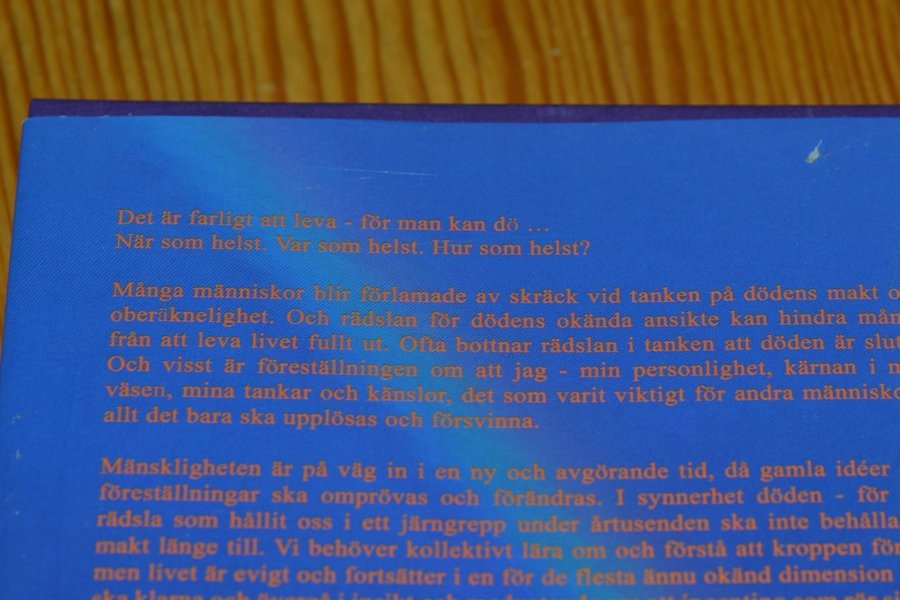 Det är farligt att leva - för man kan dö ...
När som helst. Var som helst. Hur som helst?
Många människor blir förlamade av skräck vid tanken på dödens makt
oberäknelighet. Och rädslan för dödens okända ansikte kan hindra
från att leva livet fullt ut. Ofta bottnar rädslan i tanken att döden är
Och visst är föreställningen om att jag - min personlighet, kärnan i
väsen, mina tankar och känslor, det som varit viktigt för andra
allt det bara ska upplösas och försvinna.
Mänskligheten är på väg in i en ny och avgörande tid, då gamla idéer
föreställningar ska omprövas och förändras. I synnerhet döden - för
rädsla som hållit oss i ett järngrepp under årtusenden ska inte behålla
makt länge till. Vi behöver kollektivt lära om och förstå att kroppen
men livet är evigt och fortsätter i en för de flesta ännu okänd dimension